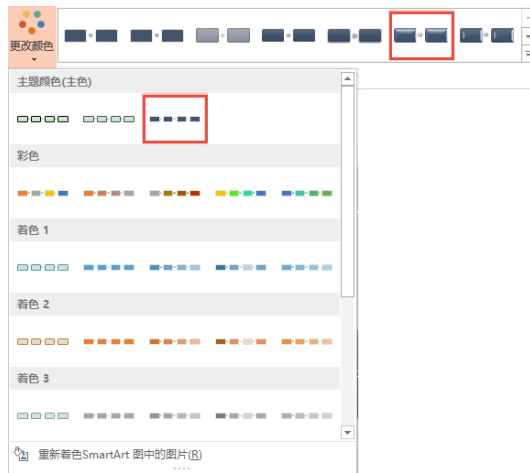 更改颜色
主题颜色(主色)
彩色
着色 1
着色 2
着色 3
重新着色SmartArt 图中的图片(R)